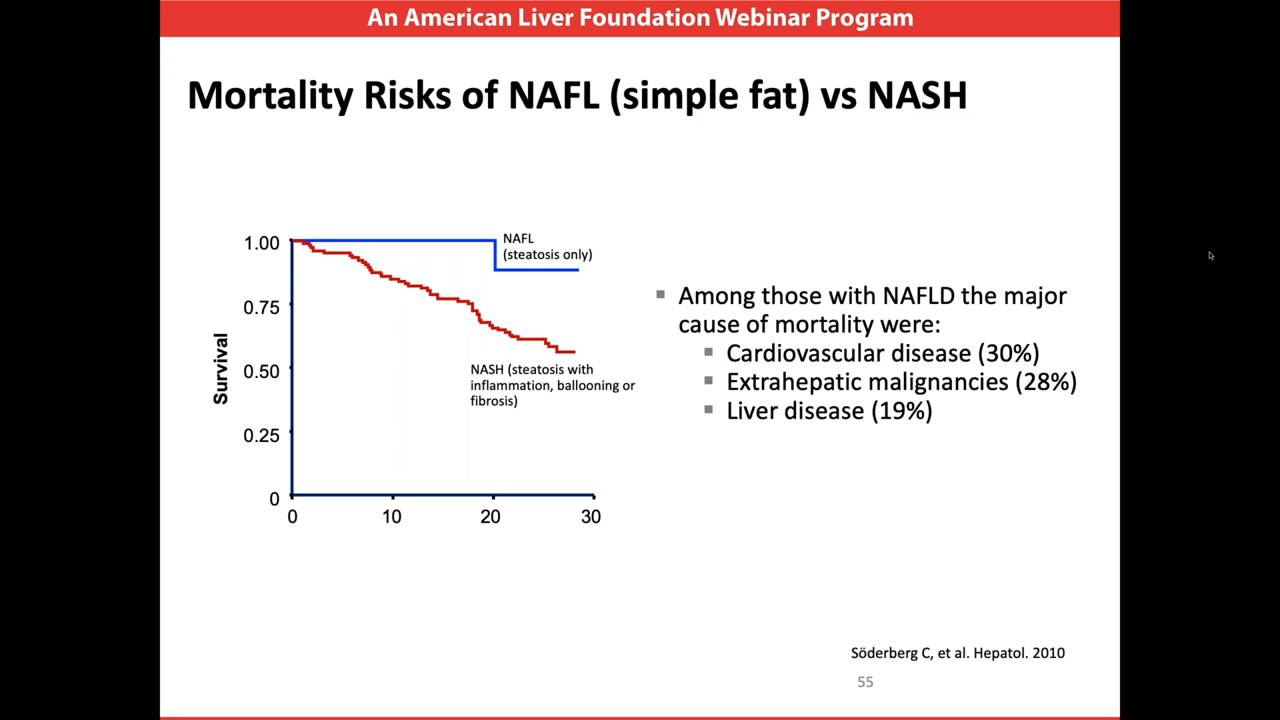 An American Liver Foundation Webinar Program
Mortality Risks of NAFL (simple fat) vs NASH
1.00
0.75
0.50
0.25
0
Survival
0
10
20
30
NAFL
(steatosis only)
NASH (steatosis with
inflammation, ballooning or
fibrosis)
Among those with NAFLD the major
cause of mortality were:
Cardiovascular disease (30%)
Extrahepatic malignancies (28%)
Liver disease (19%)
Söderberg C, et al. Hepatol. 2010
55